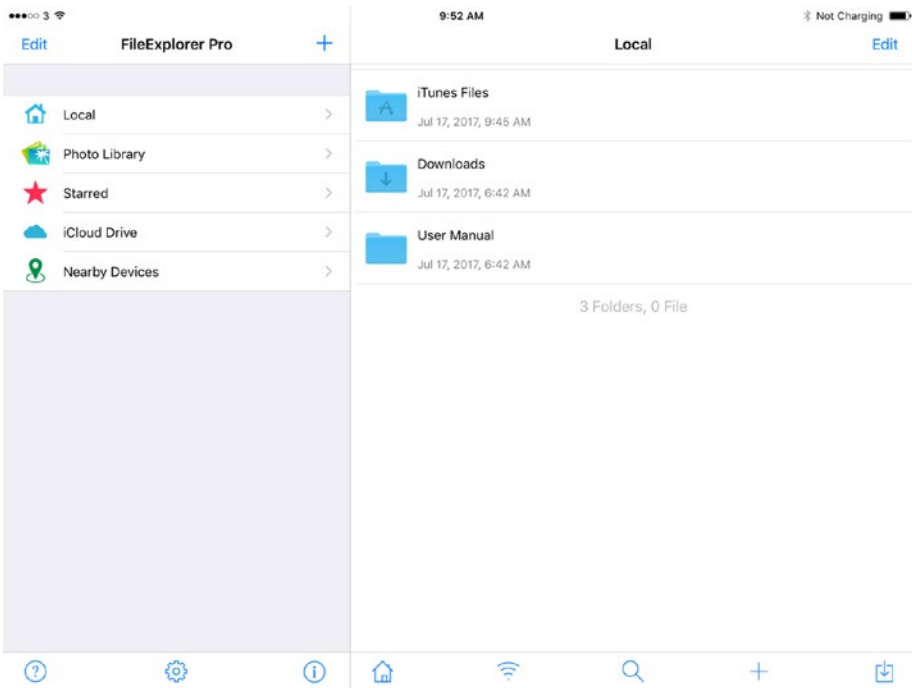 3
9:52 AM
Not Charging
Edit
FileExplorer Pro
Local
Edit
Local
Photo Library
Starred
iCloud Drive
Nearby Devices
iTunes Files
Jul 17, 2017, 9:45 AM
Downloads
Jul 17, 2017, 6:42 AM
User Manual
Jul 17, 2017, 6:42 AM
3 Folders, 0 File